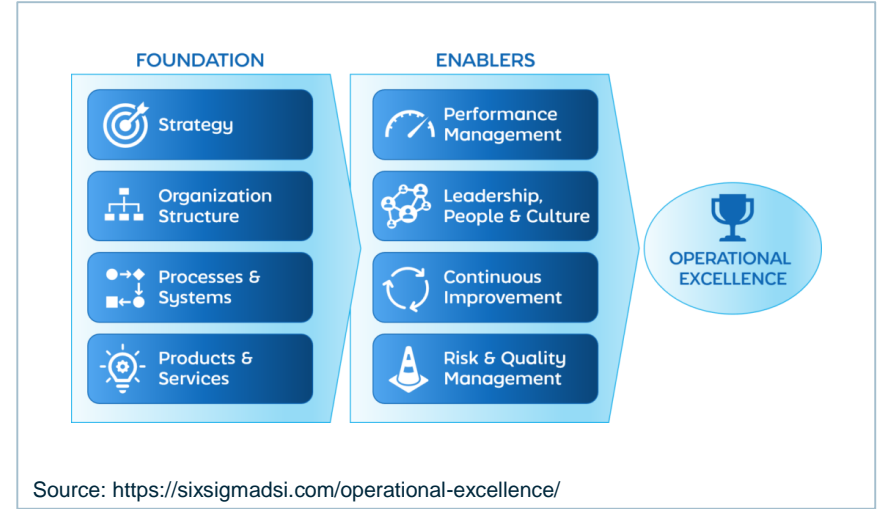 FOUNDATION
Strategy
Organization
Structure
Processes &
Systems
Products &
Services
ENABLERS
Performance
Management
Leadership,
People & Culture
Continuous
Improvement
Risk & Quality
Management
OPERATIONAL
EXCELLENCE
Source: https://sixsigmadsi.com/operational-excellence/